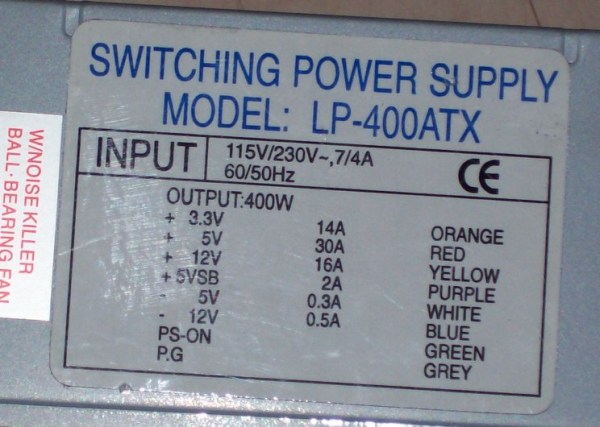 SWITCHING POWER SUPPLY
MODEL: LP-400ATX
INPUT 115V/230V~,7/4A
60/50Hz
CE
OUTPUT:400W
+ 3.3V 14A ORANGE
+ 5V 30A RED
+ 12V 16A YELLOW
+5VSB 2A PURPLE
- 5V 0.3A WHITE
- 12V 0.5A BLUE
PS-ON GREEN
P.G GREY
W/NOISE KILLER
BALL·BEARING FAN